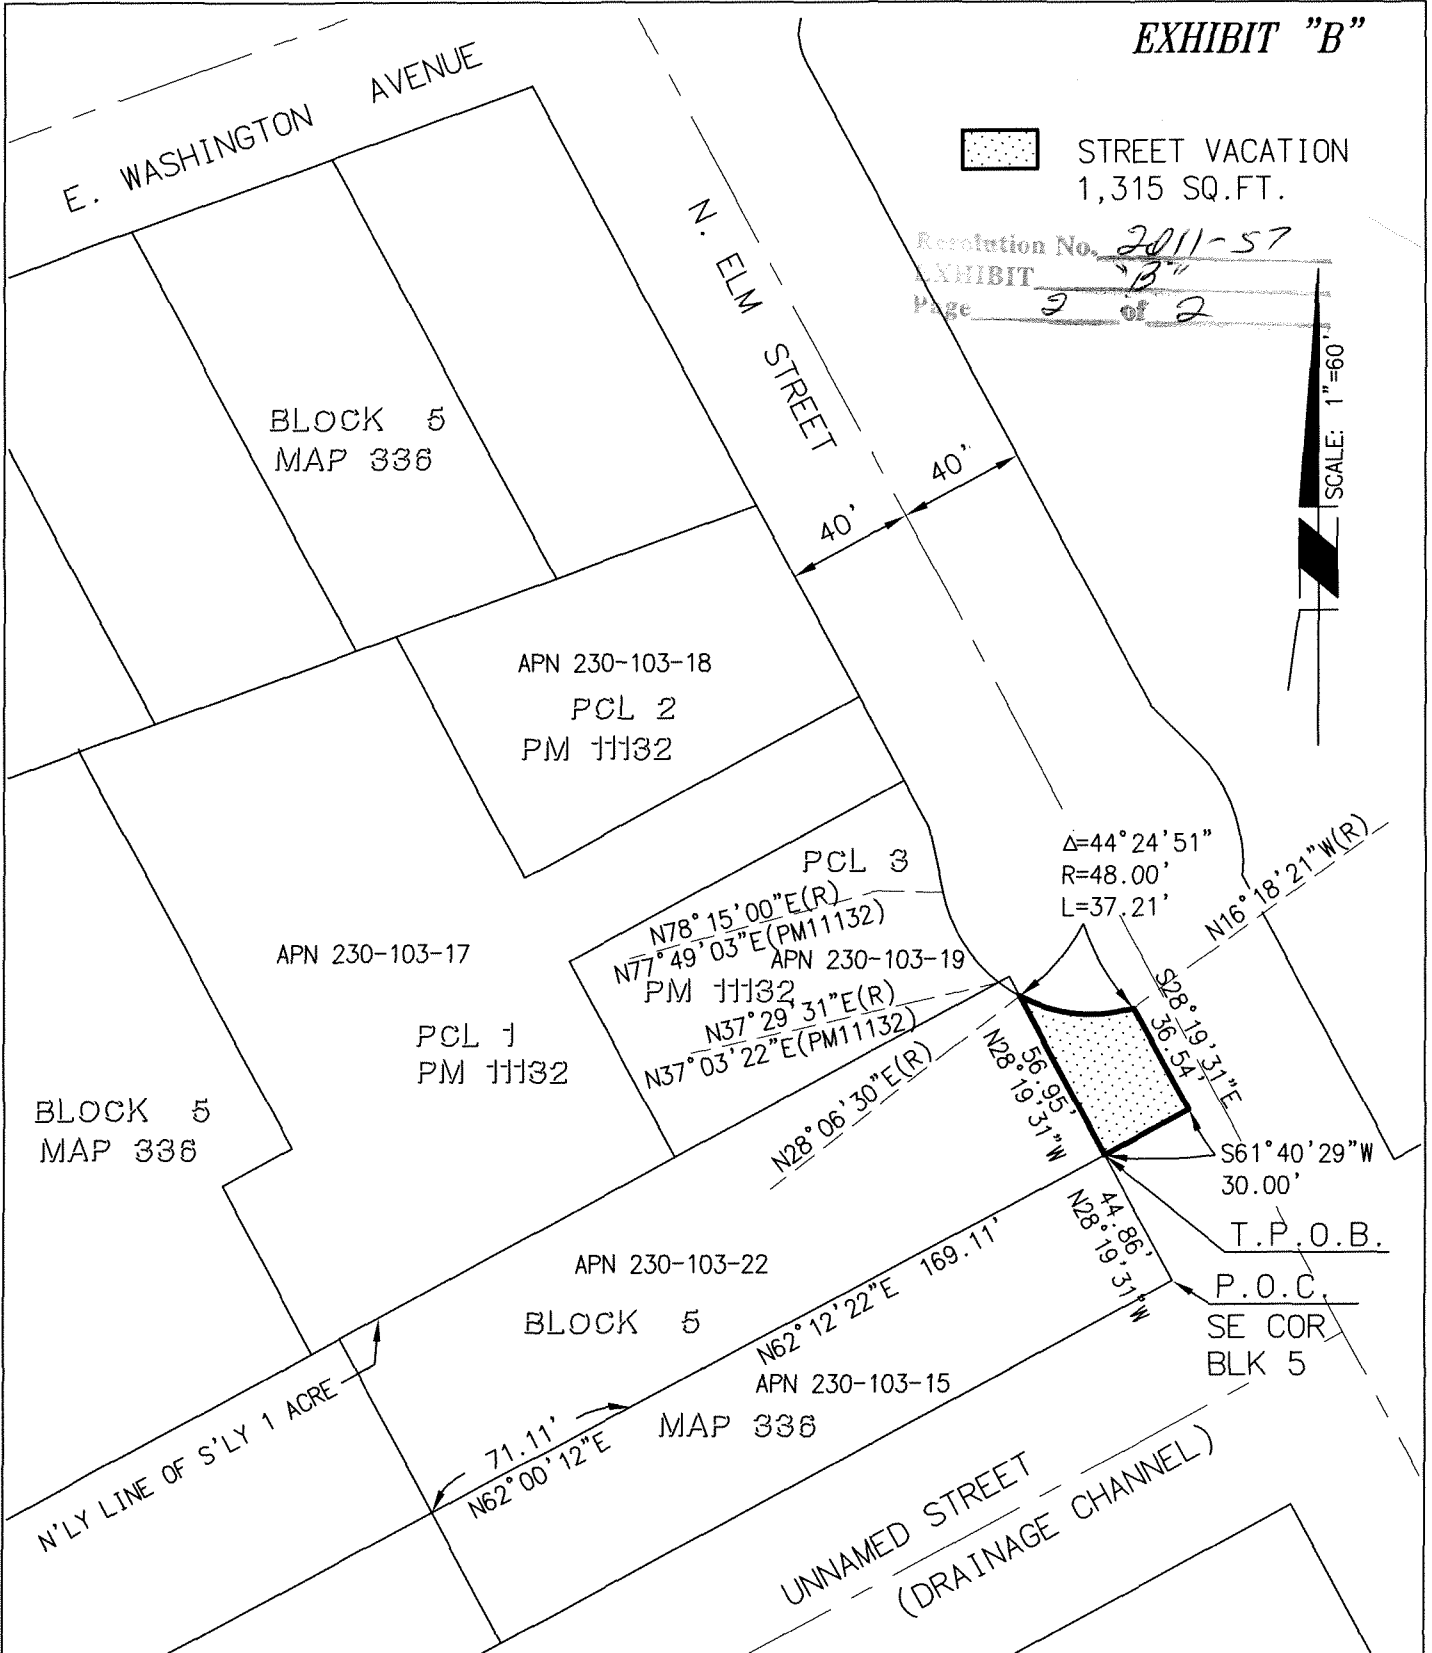 EXHIBIT "B"
E. WASHINGTON AVENUE
STREET VACATION
1,315 SQ.FT.
Resolution No. 2011-57
EXHIBIT "B"
Page 2 of 2
N. ELM STREET
SCALE: 1"=60'
BLOCK 5
MAP 336
40'
40'
APN 230-103-18
PCL 2
PM 11132
Δ=44°24'51"
R=48.00'
L=37.21'
N16°18'21"W(R)
PCL 3
N78°15'00"E(R)
N77°49'03"E(PM11132)
APN 230-103-19
PM 11132
N37°29'31"E(R)
N37°03'22"E(PM11132)
APN 230-103-17
PCL 1
PM 11132
S28°19'31"E
36.54'
56.95'
N28°19'31"W
N28°06'30"E(R)
BLOCK 5
MAP 336
S61°40'29"W
30.00'
T.P.O.B.
44.86'
N28°19'31"W
P.O.C.
SE COR
BLK 5
APN 230-103-22
BLOCK 5
N62°12'22"E 169.11'
APN 230-103-15
MAP 336
71.11'
N62°00'12"E
N'LY LINE OF S'LY 1 ACRE
UNNAMED STREET
(DRAINAGE CHANNEL)
N